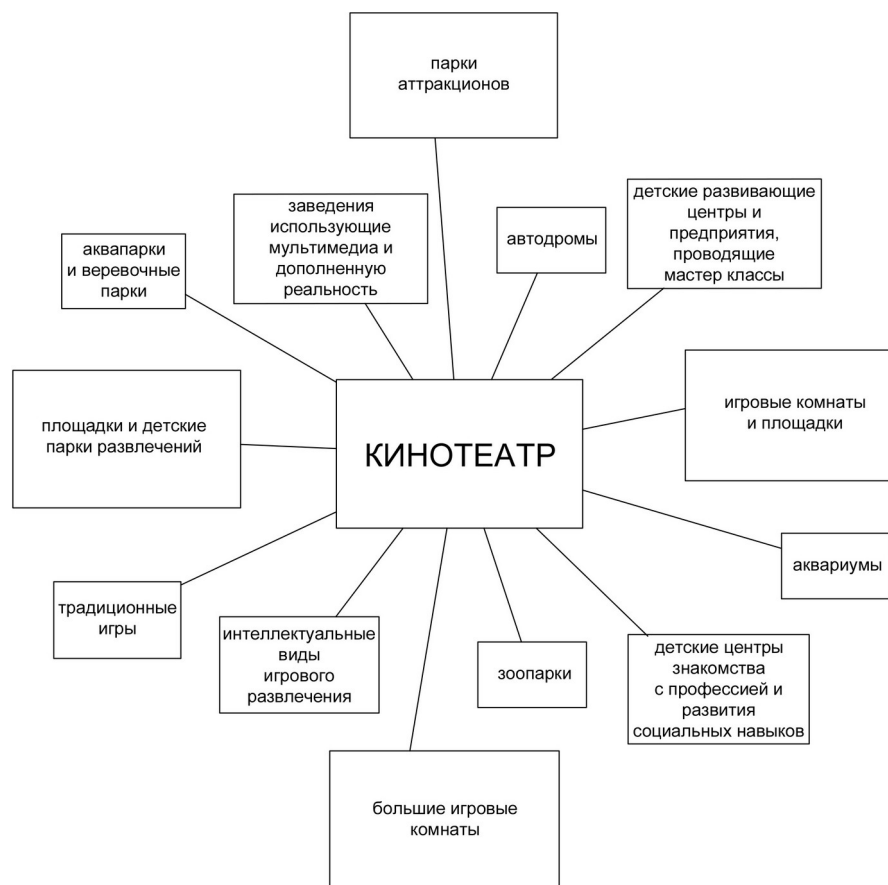 парки
аттракционов
заведения
использующие
мультимедиа и
дополненную
реальность
автодромы
детские развивающие
центры и
предприятия,
проводящие
мастер классы
аквапарки
и веревочные
парки
площадки и детские
парки развлечений
КИНОТЕАТР
игровые комнаты
и площадки
аквариумы
традиционные
игры
интеллектуальные
виды
игрового
развлечения
зоопарки
детские центры
знакомства
с профессией и
развития
социальных навыков
большие игровые
комнаты